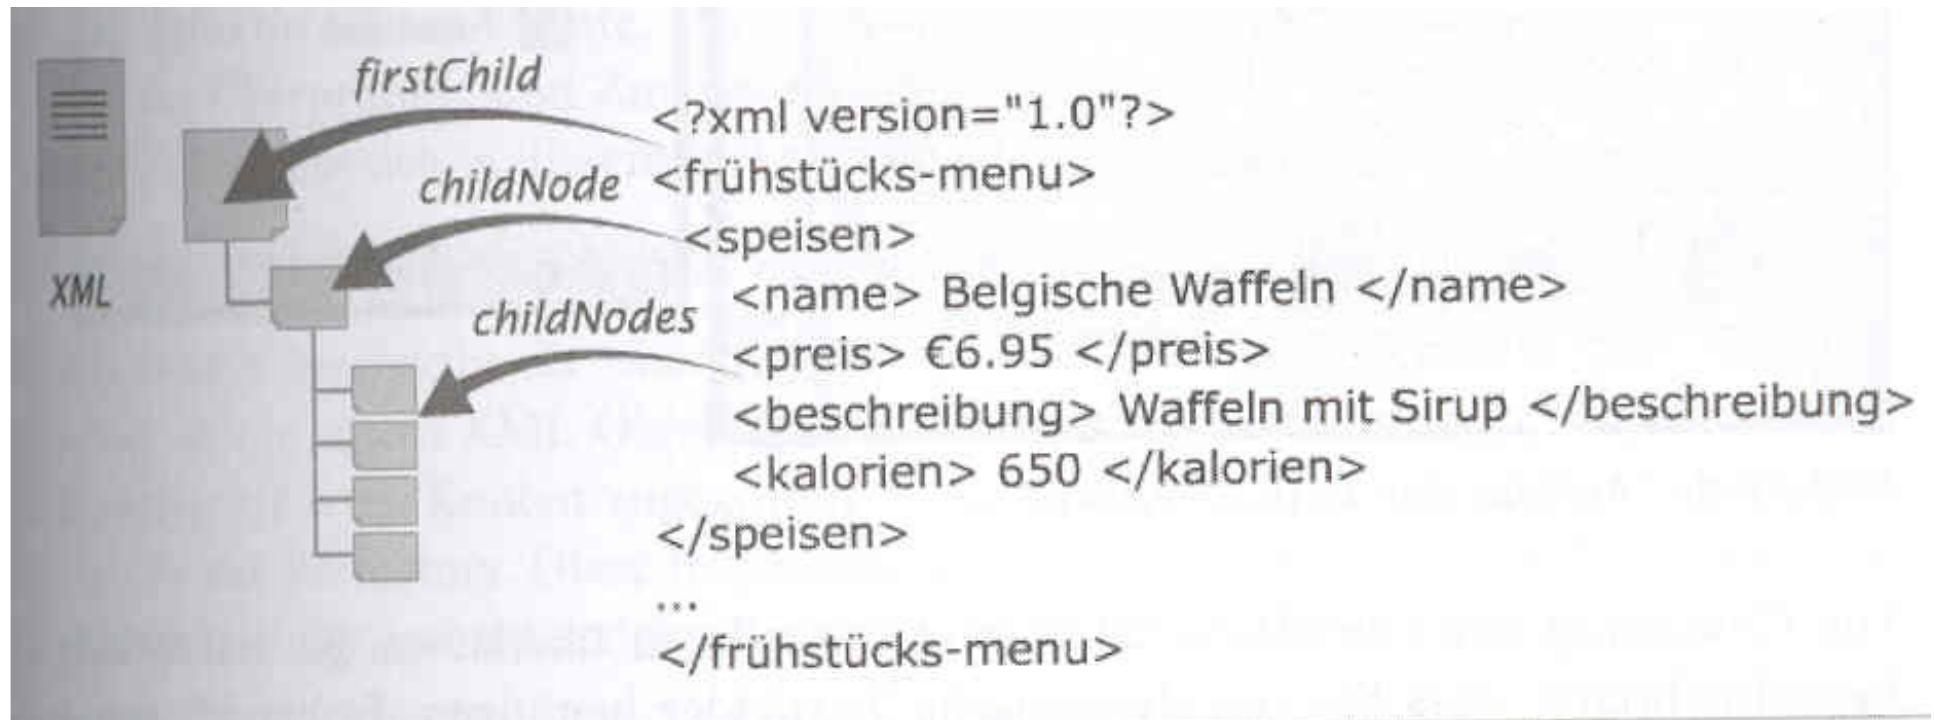 firstChild
<?xml version="1.0"?>
childNode
<frühstücks-menu>
<speisen>
XML
<name> Belgische Waffeln </name>
childNodes
<preis> €6.95 </preis>
<beschreibung> Waffeln mit Sirup </beschreibung>
<kalorien> 650 </kalorien>
</speisen>
...
</frühstücks-menu>